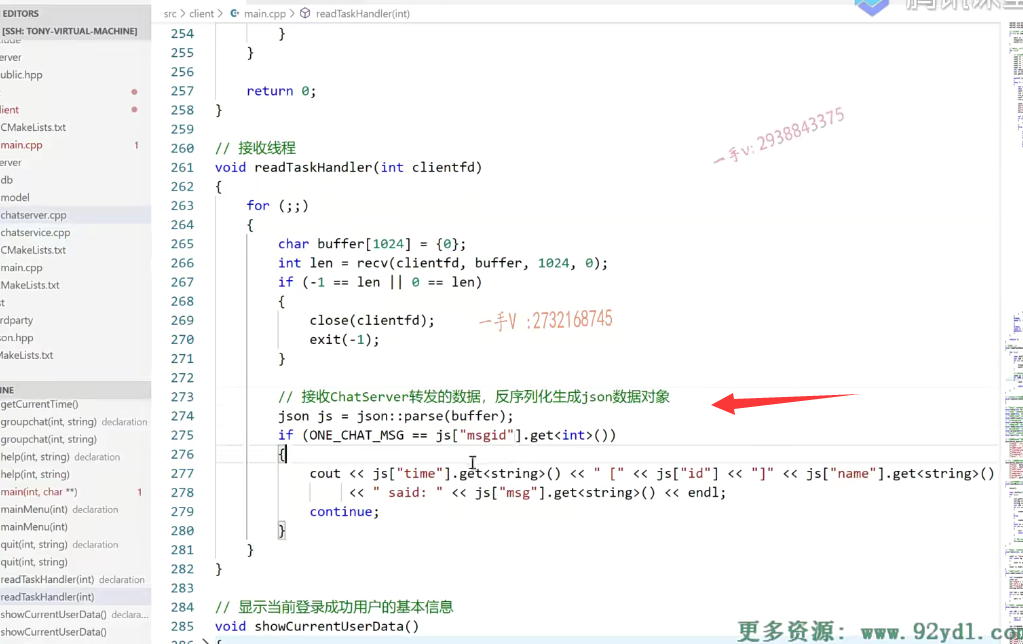 EDITORS
[SSH: TONY-VIRTUAL-MACHINE]
erver
ublic.hpp
lient
CMakeLists.txt
main.cpp 1
erver
db
model
chatserver.cpp
chatservice.cpp
CMakeLists.txt
main.cpp
MakeLists.txt
st
rdparty
son.hpp
MakeLists.txt
INE
getCurrentTime()
groupchat(int, string) declaration
groupchat(int, string)
help(int, string) declaration
help(int, string)
main(int, char **) 1
mainMenu(int) declaration
mainMenu(int)
quit(int, string) declaration
quit(int, string)
readTaskHandler(int) declaration
readTaskHandler(int)
showCurrentUserData() declara...
showCurrentUserData()
src > client > main.cpp > readTaskHandler(int)
254 }
255 }
256
257 return 0;
258 }
259
260 // 接收线程
261 void readTaskHandler(int clientfd)
262 {
263 for (;;)
264 {
265 char buffer[1024] = {0};
266 int len = recv(clientfd, buffer, 1024, 0);
267 if (-1 == len || 0 == len)
268 {
269 close(clientfd);
270 exit(-1);
271 }
272
273 // 接收ChatServer转发的数据，反序列化生成json数据对象
274 json js = json::parse(buffer);
275 if (ONE_CHAT_MSG == js["msgid"].get<int>())
276 {
277 cout << js["time"].get<string>() << " [" << js["id"] << "]" << js["name"].get<string>()
278 << " said: " << js["msg"].get<string>() << endl;
279 continue;
280 }
281 }
282 }
283
284 // 显示当前登录成功用户的基本信息
285 void showCurrentUserData()
286 {
一手v: 2938843375
一手V :2732168745
腾讯课堂
更多资源: www.92ydl.com